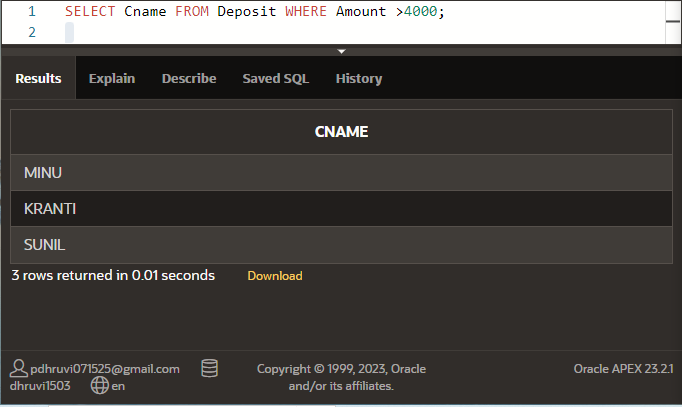 1 SELECT Cname FROM Deposit WHERE Amount >4000;
2
Results Explain Describe Saved SQL History
CNAME
MINU
KRANTI
SUNIL
3 rows returned in 0.01 seconds Download
pdhruvi071525@gmail.com
dhruvi1503 en
Copyright © 1999, 2023, Oracle
and/or its affiliates.
Oracle APEX 23.2.1